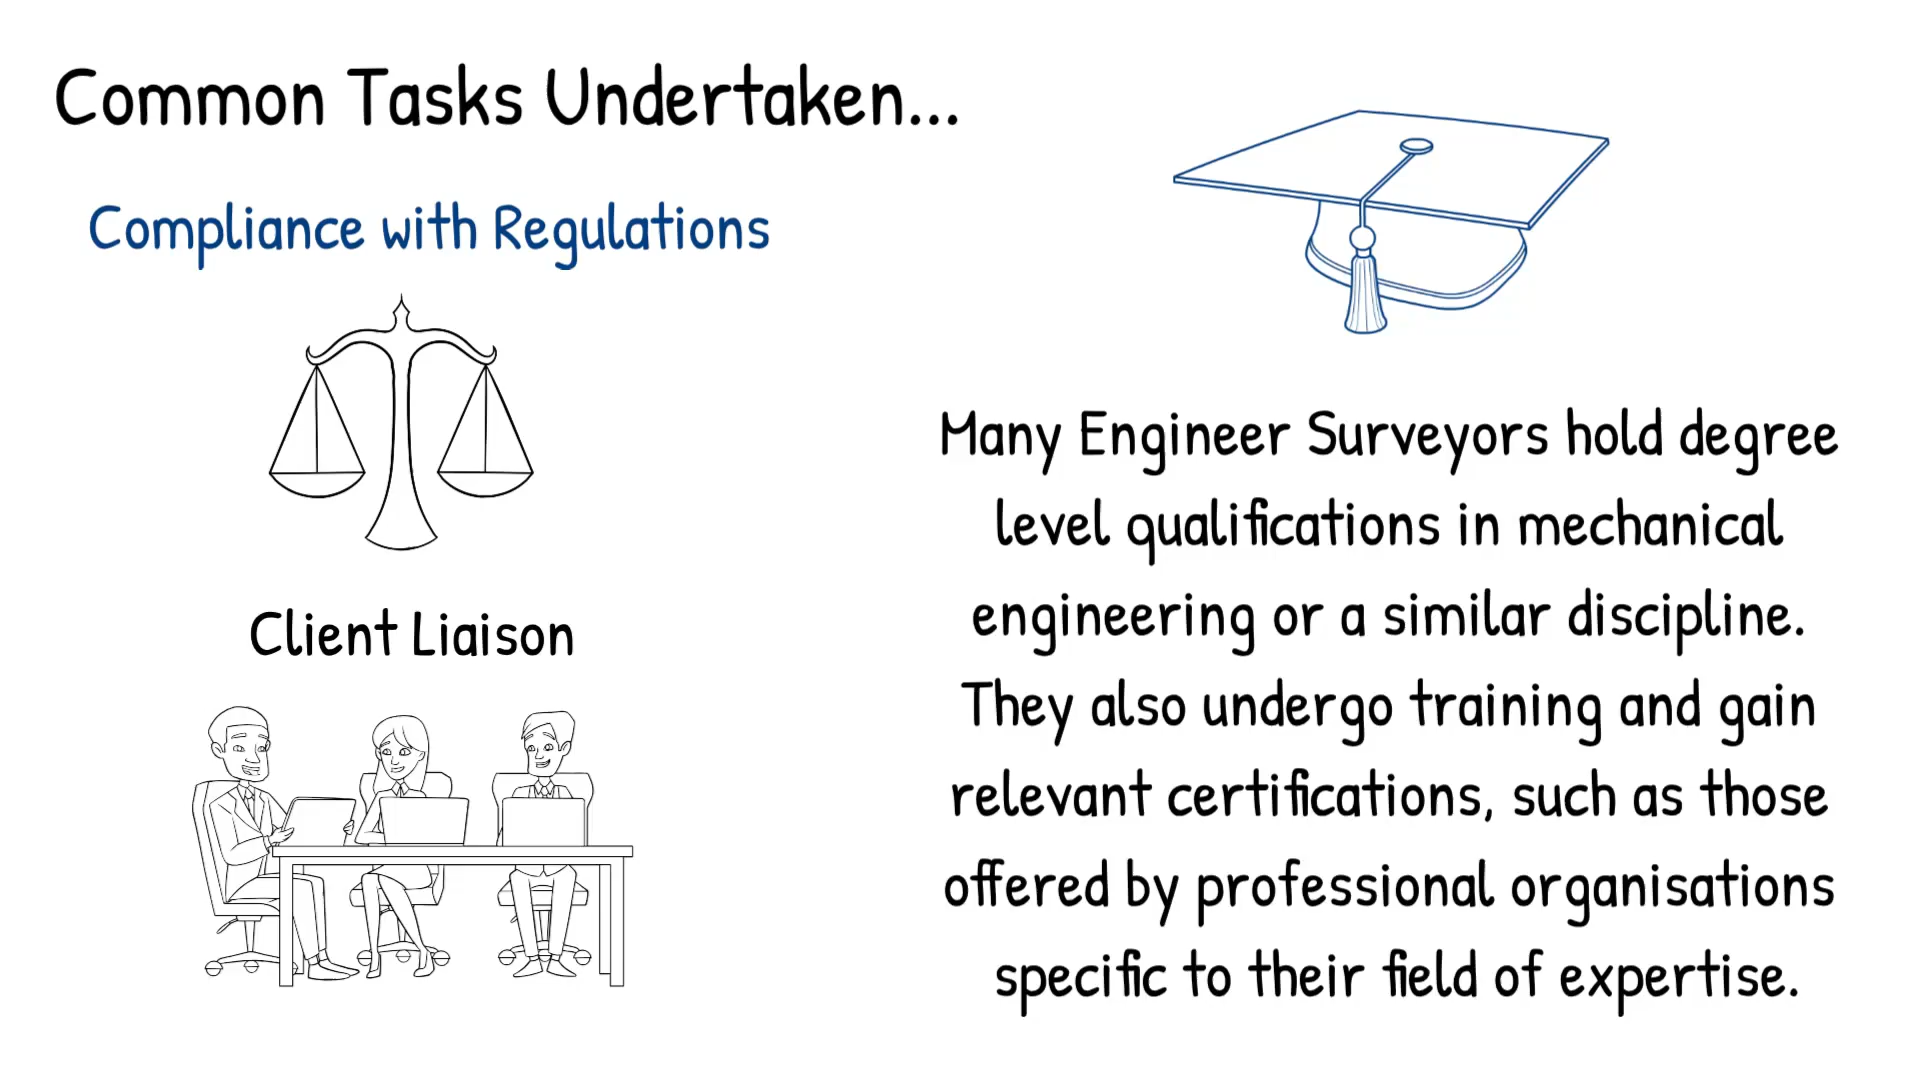 Common Tasks Undertaken...
Compliance with Regulations
Client Liaison
Many Engineer Surveyors hold degree
level qualifications in mechanical
engineering or a similar discipline.
They also undergo training and gain
relevant certifications, such as those
offered by professional organisations
specific to their field of expertise.